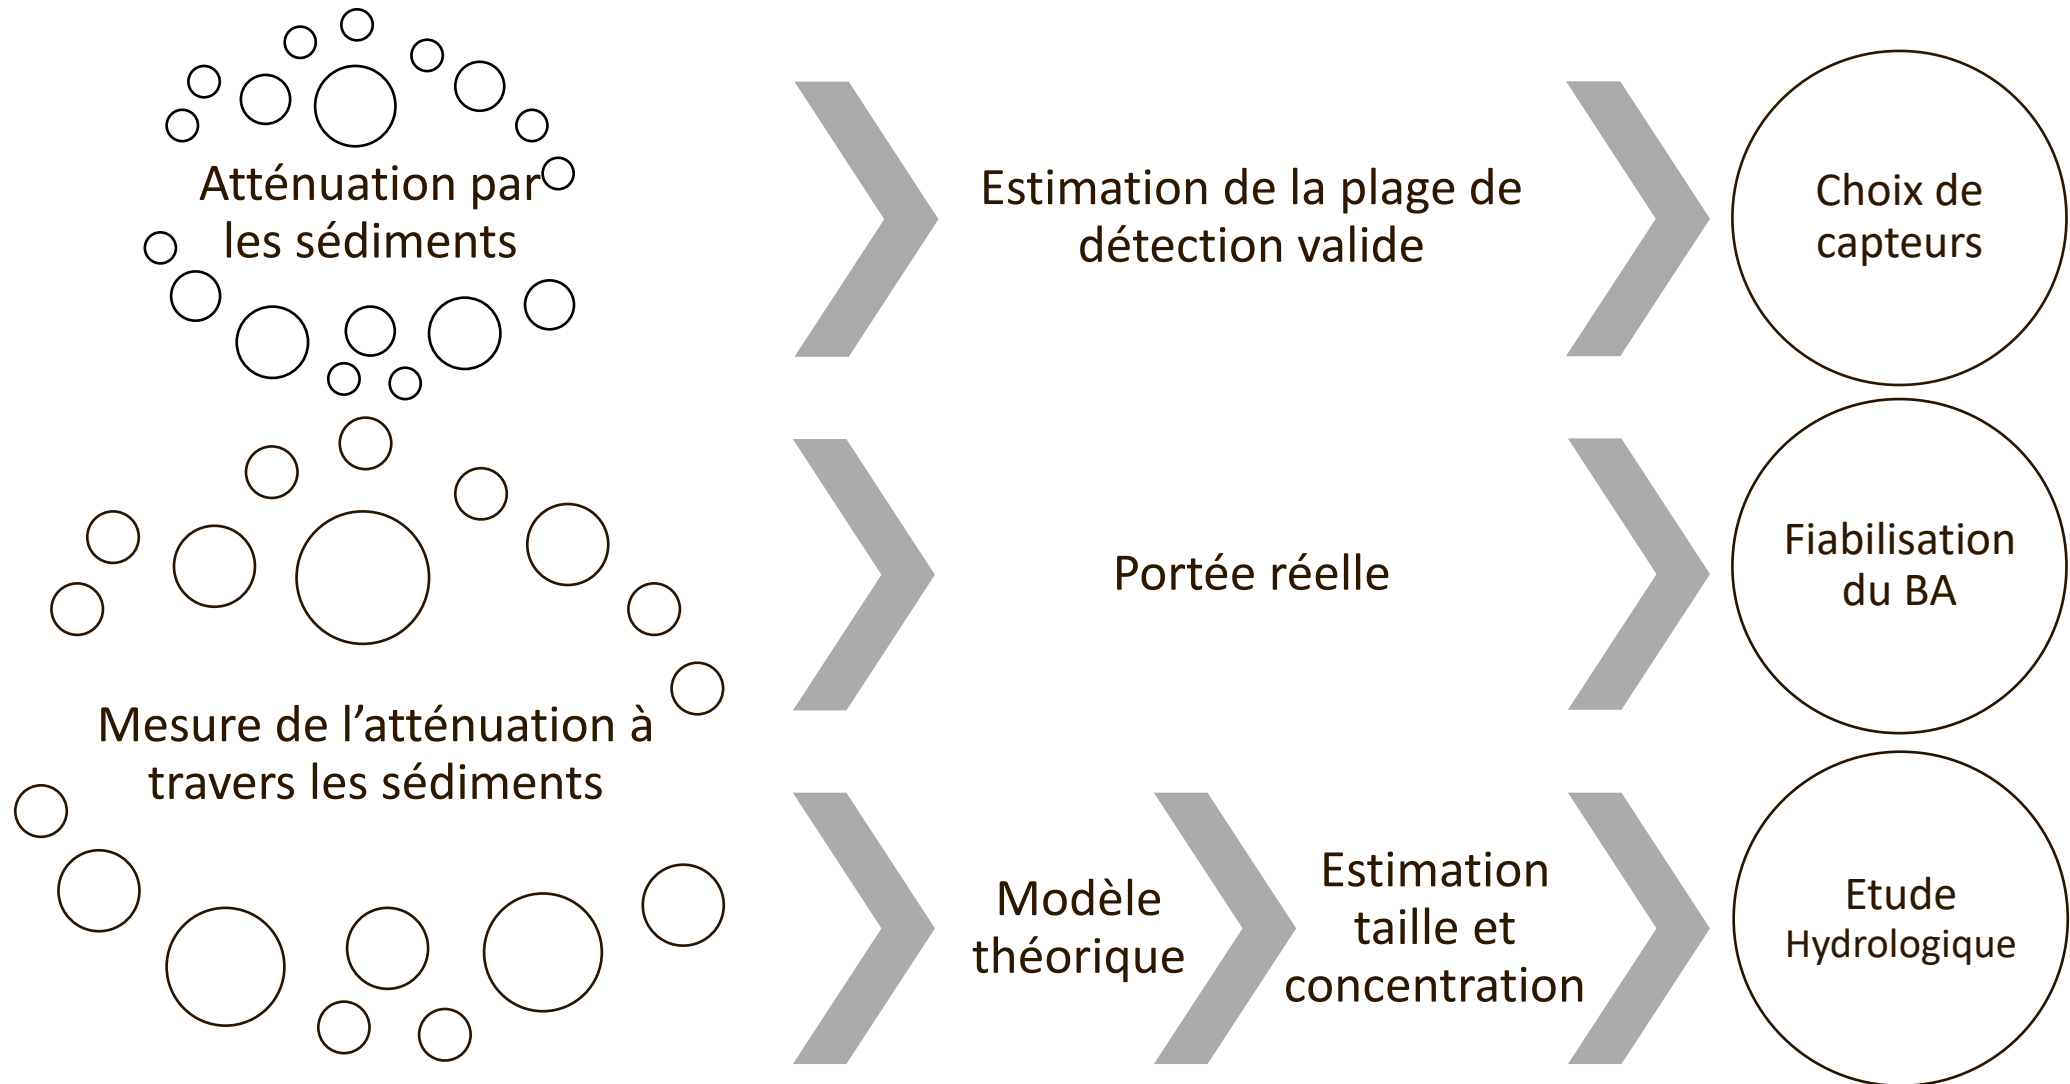 Atténuation par
les sédiments
Estimation de la plage de
détection valide
Choix de
capteurs
Mesure de l’atténuation à
travers les sédiments
Portée réelle
Fiabilisation
du BA
Modèle
théorique
Estimation
taille et
concentration
Etude
Hydrologique